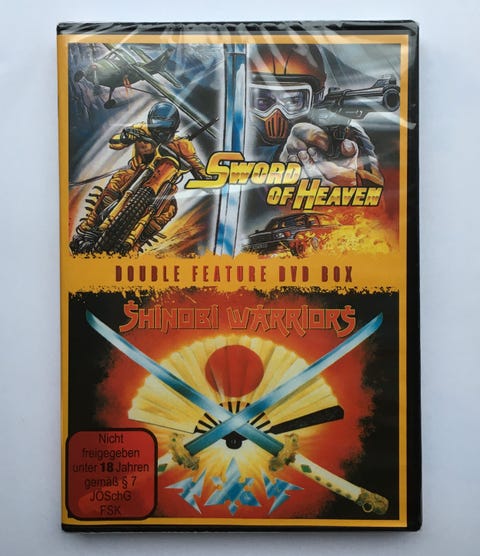 SWORD
OF HEAVEN
DOUBLE FEATURE DVD BOX
SHINOBI WARRIORS
Nicht
freigegeben
unter 18 Jahren
gemäß § 7
JÖSchG
FSK